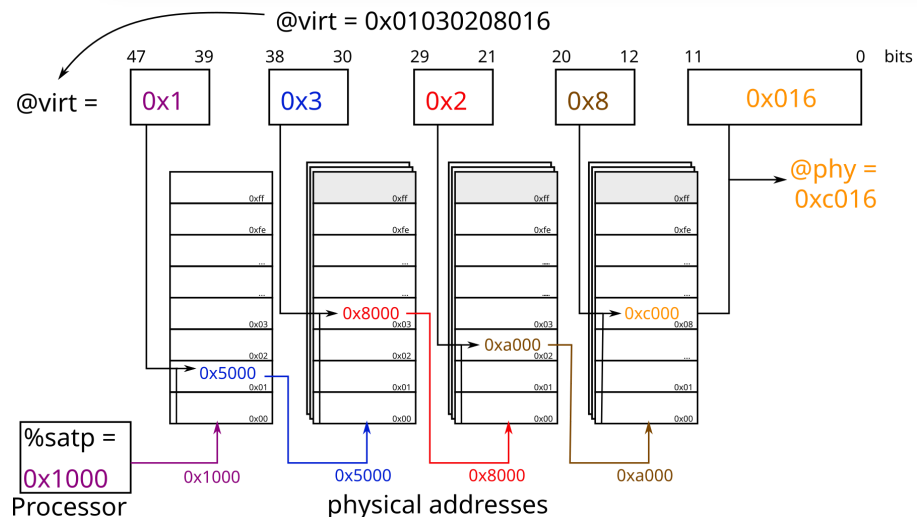 @virt = 0x01030208016
47 39 38 30 29 21 20 12 11 0 bits
@virt = 0x1 0x3 0x2 0x8 0x016
@phy =
0xc016
0xff 0xff 0xff 0xff
0xfe 0xfe 0xfe 0xfe
... ... ... ...
... ... ... ...
0x8000 0xc000
0x03 0x03 0x03 0x08
0xa000
0x02 0x02 0x02 ...
0x5000
0x01 0x01 0x01 0x01
0x00 0x00 0x00 0x00
%satp =
0x1000
0x1000 0x5000 0x8000 0xa000
Processor
physical addresses